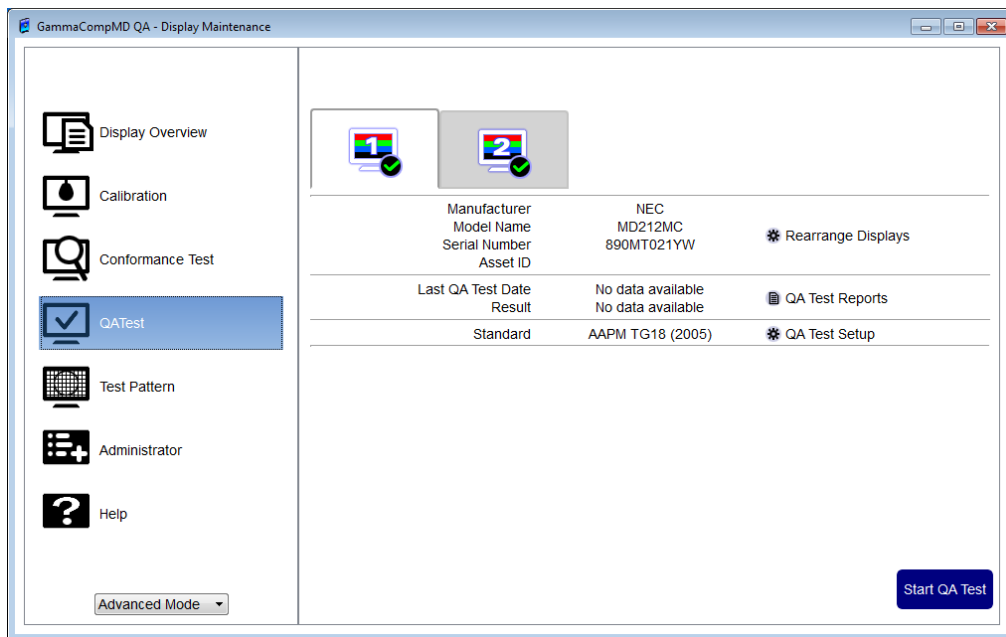 GammaCompMD QA - Display Maintenance
Display Overview
Calibration
Conformance Test
QATest
Test Pattern
Administrator
Help
Advanced Mode
1
2
Manufacturer NEC
Model Name MD212MC
Serial Number 890MT021YW
Asset ID
Rearrange Displays
Last QA Test Date No data available
Result No data available
QA Test Reports
Standard AAPM TG18 (2005)
QA Test Setup
Start QA Test